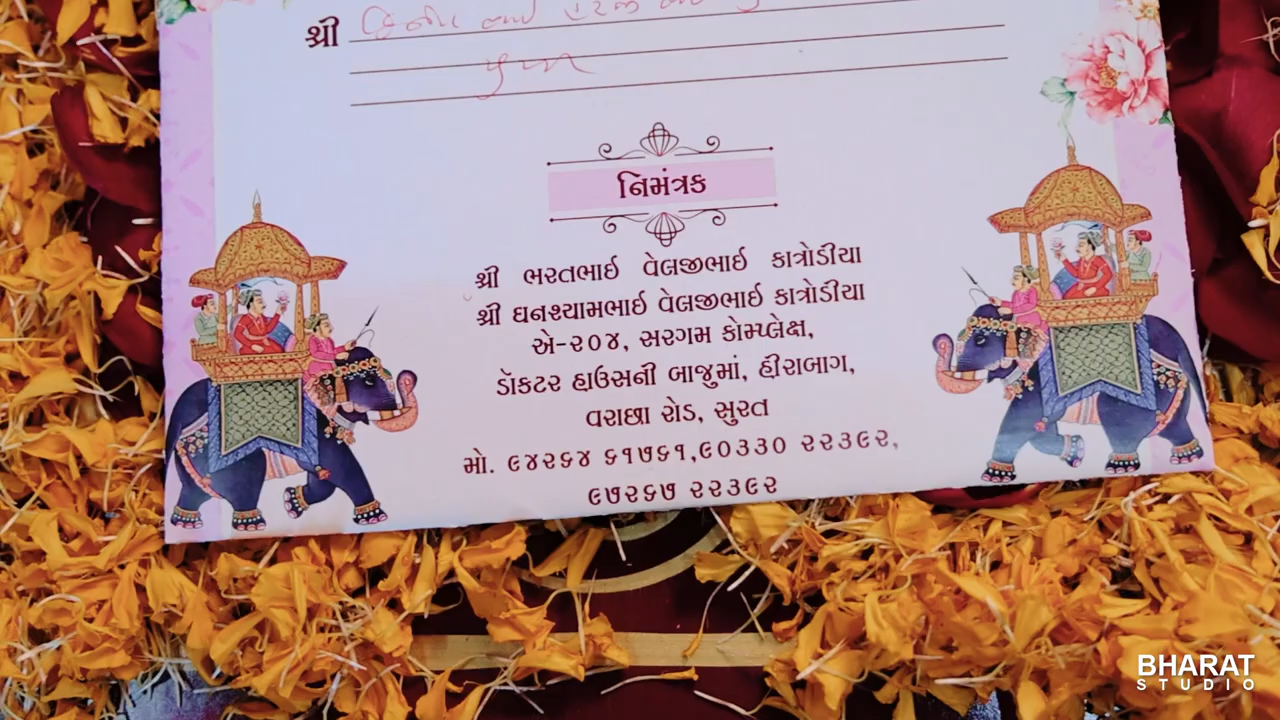 શ્રી
નિમંત્રક
શ્રી ભરતભાઈ વેલજીભાઈ કાત્રોડીયા
શ્રી ઘનશ્યામભાઈ વેલજીભાઈ કાત્રોડીયા
એ-૨૦૪, સરગમ કોમ્પ્લેક્ષ,
ડૉકટર હાઉસની બાજુમાં, હીરાબાગ,
વરાછા રોડ, સુરત
મો. ૯૪૨૬૪ ૬૧૭૬૧,૯૦૩૩૦ ૨૨૩૯૨,
૯૭૨૬૭ ૨૨૩૯૨
BHARAT
STUDIO